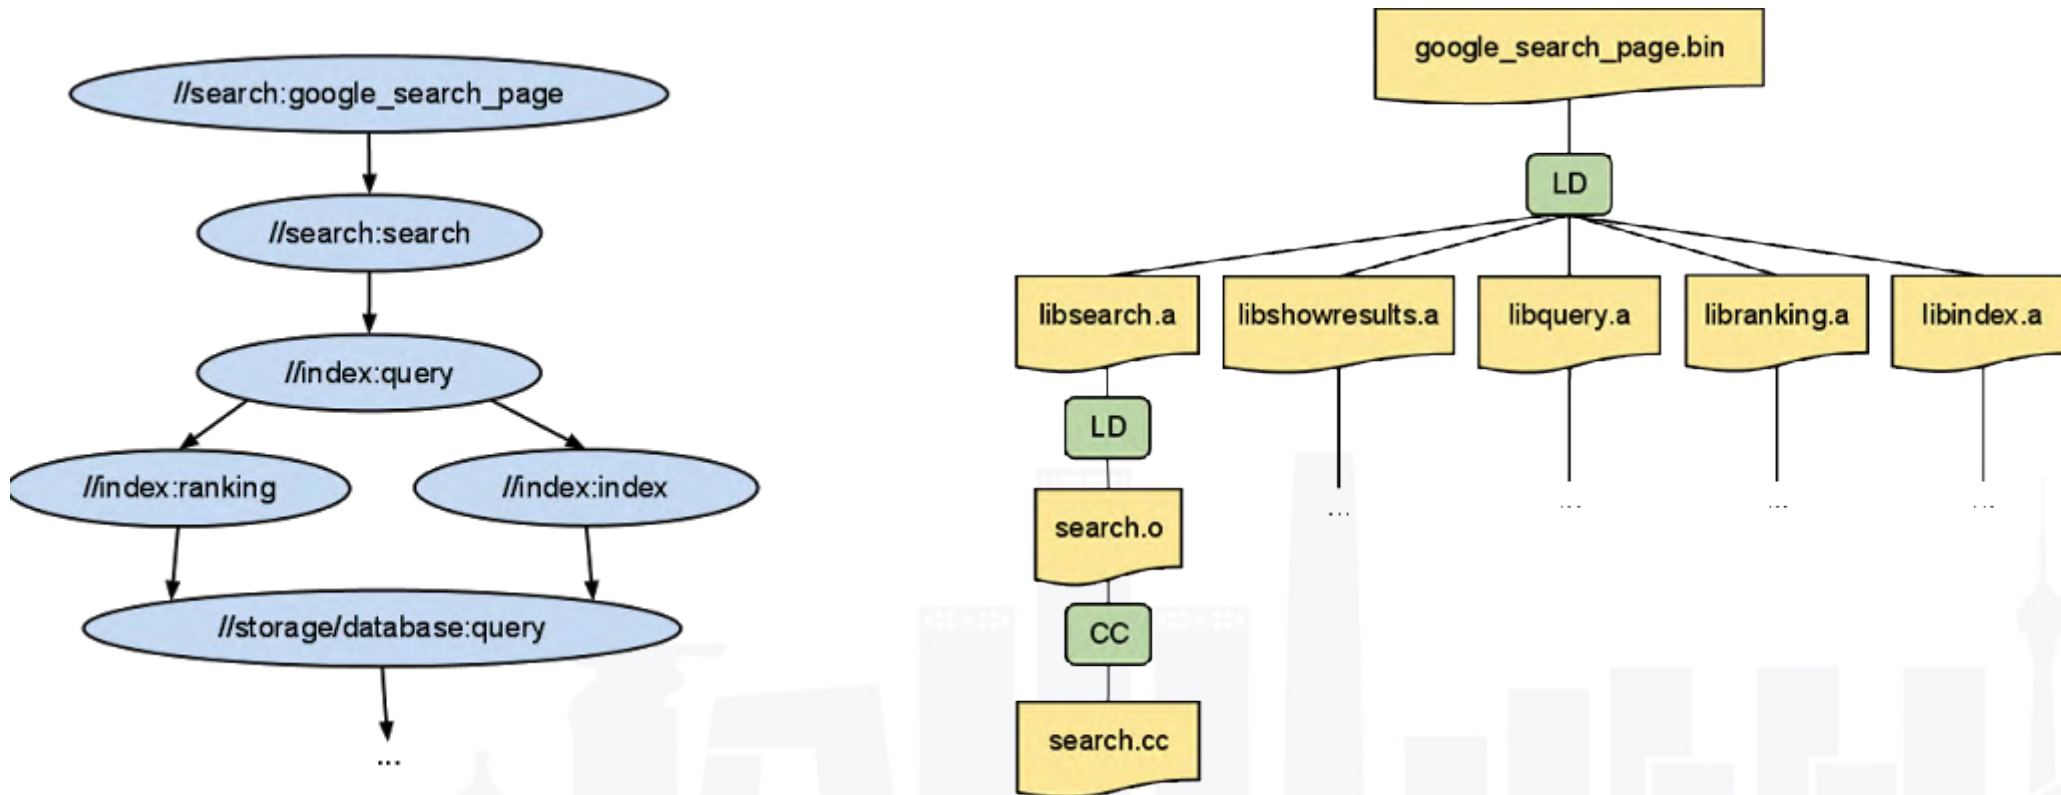 //search:google_search_page
//search:search
//index:query
//index:ranking
//index:index
//storage/database:query
...
google_search_page.bin
LD
libsearch.a
libshowresults.a
libquery.a
libranking.a
libindex.a
LD
search.o
...
...
...
...
CC
search.cc